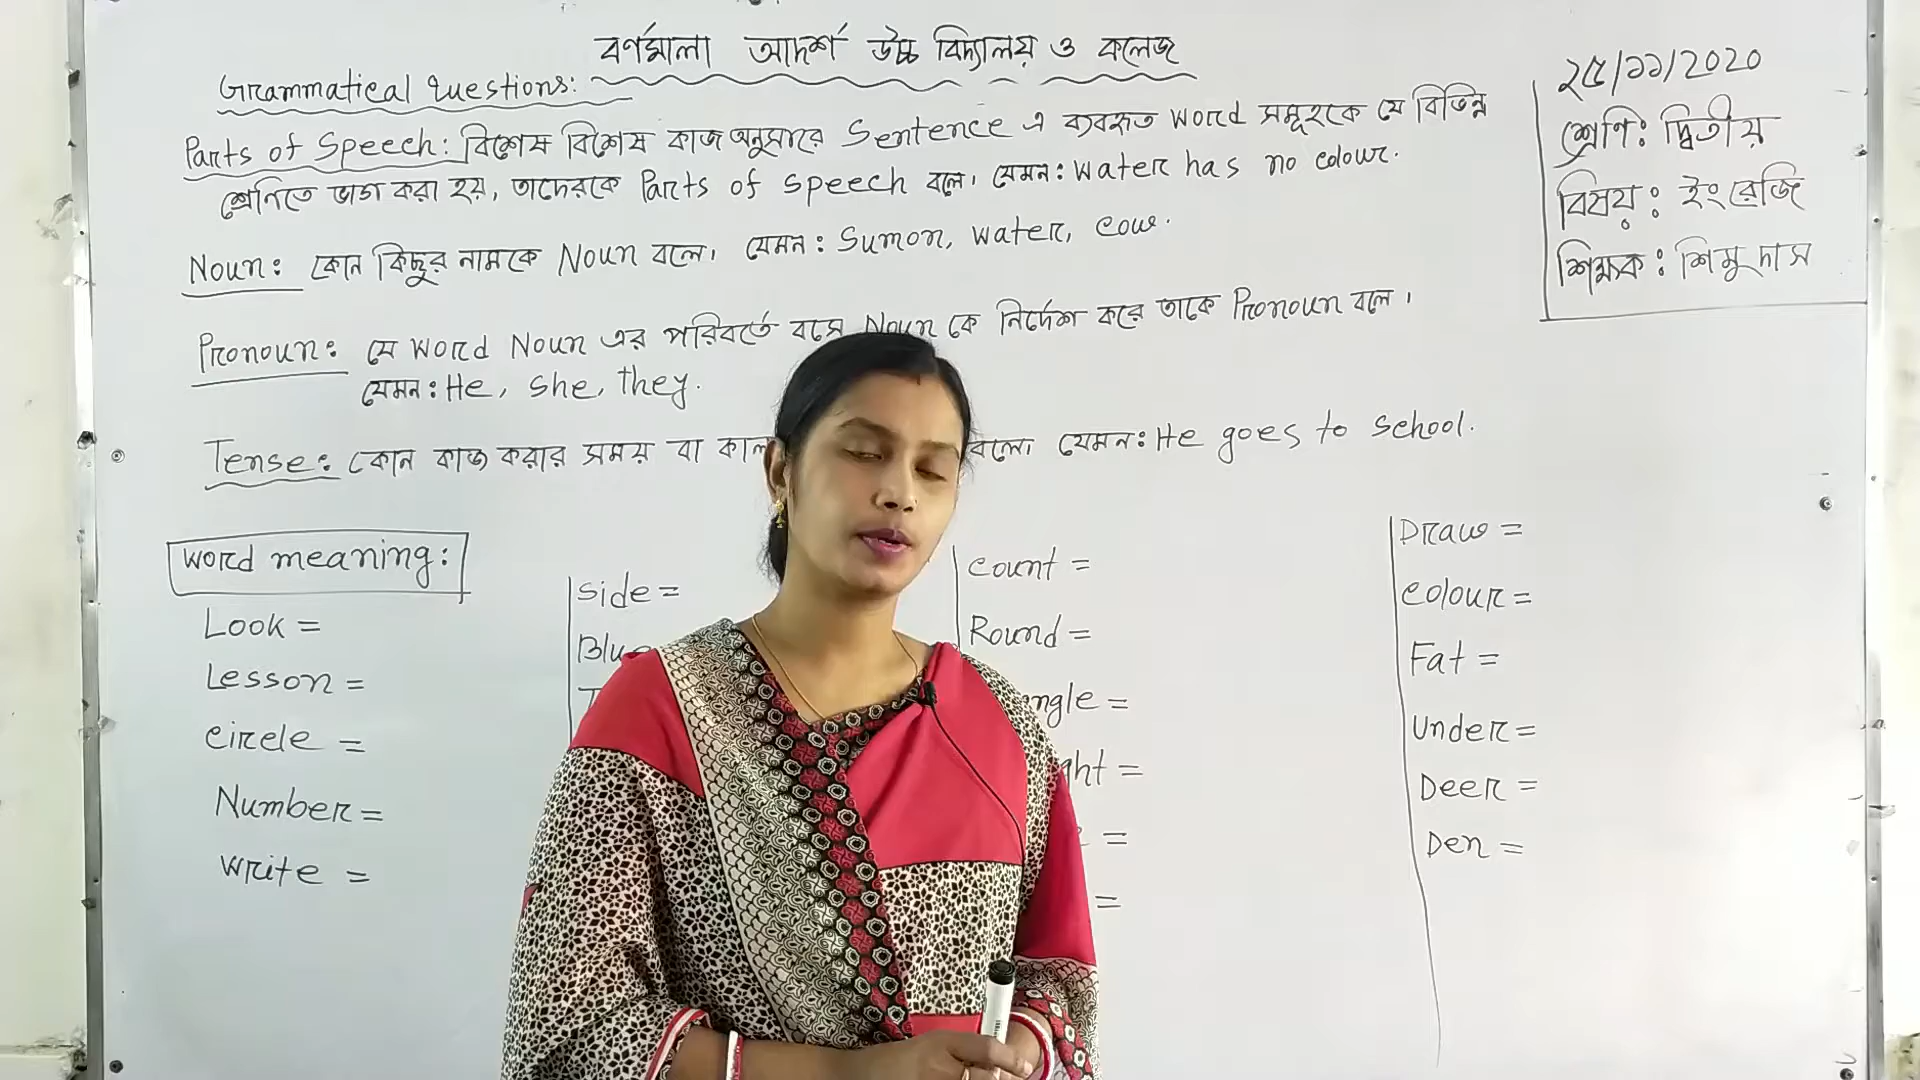 বর্ণমালা আদর্শ উচ্চ বিদ্যালয় ও কলেজ
Grammatical Questions:
Parts of Speech: বিশেষ বিশেষ কাজ অনুসারে Sentence এ ব্যবহৃত word সমূহকে যে বিভিন্ন
শ্রেণিতে ভাগ করা হয়, তাদেরকে Parts of speech বলে। যেমন: water has no colour.
Noun: কোন কিছুর নামকে Noun বলে। যেমন: Sumon, water, cow.
Pronoun: যে word Noun এর পরিবর্তে বসে Noun কে নির্দেশ করে তাকে Pronoun বলে।
যেমন: He, she, they.
Tense: কোন কাজ করার সময় বা কাল বলে। যেমন: He goes to school.
২৫/১১/2020
শ্রেণি: দ্বিতীয়
বিষয়: ইংরেজি
শিক্ষক: শিমু দাস
word meaning:
Look =
Lesson =
circle =
Number =
write =
side =
count =
Round =
Draw =
colour =
Fat =
under =
Deer =
Den =